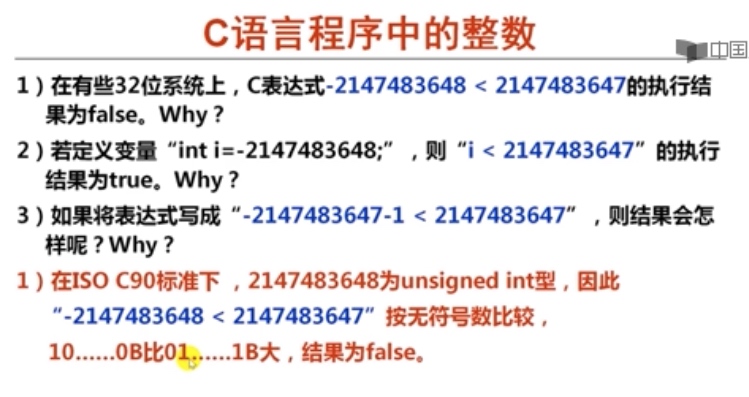 C语言程序中的整数
中国
1）在有些32位系统上，C表达式-2147483648 < 2147483647的执行结
果为false。Why？
2）若定义变量“int i=-2147483648;”，则“i < 2147483647”的执行
结果为true。Why？
3）如果将表达式写成“-2147483647-1 < 2147483647”，则结果会怎
样呢？Why？
1）在ISO C90标准下，2147483648为unsigned int型，因此
“-2147483648 < 2147483647”按无符号数比较，
10……0B比01……1B大，结果为false。